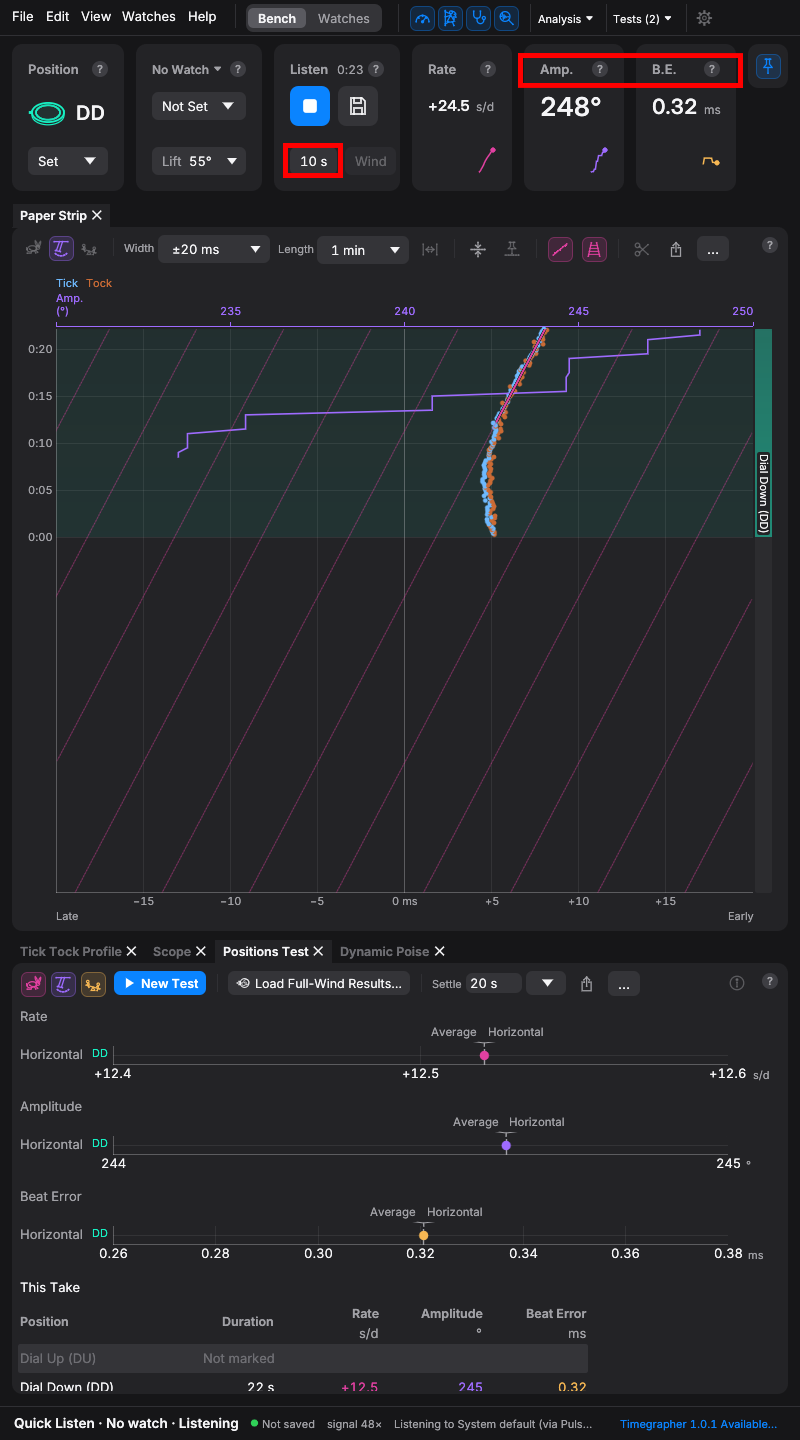 File Edit View Watches Help Bench Watches Analysis Tests (2)
Position ? No Watch ? Listen 0:23 ? Rate ? Amp. ? B.E. ?
DD Not Set +24.5 s/d 248° 0.32 ms
Set Lift 55° 10 s Wind
Paper Strip
Width ±20 ms Length 1 min ... ?
Tick Tock
Amp.
(°) 235 240 245 250
0:20
0:15
0:10
0:05
0:00
Dial Down (DD)
−15 −10 −5 0 ms +5 +10 +15
Late Early
Tick Tock Profile Scope Positions Test Dynamic Poise
New Test Load Full-Wind Results... Settle 20 s ... ?
Rate
Average Horizontal
Horizontal DD
+12.4 +12.5 +12.6 s/d
Amplitude
Average Horizontal
Horizontal DD
244 245 °
Beat Error
Average Horizontal
Horizontal DD
0.26 0.28 0.30 0.32 0.34 0.36 0.38 ms
This Take
Position Duration Rate s/d Amplitude ° Beat Error ms
Dial Up (DU) Not marked
Dial Down (DD) 22 s +12.5 245 0.32
Quick Listen · No watch · Listening Not saved signal 48× Listening to System default (via Puls... Timegrapher 1.0.1 Available...